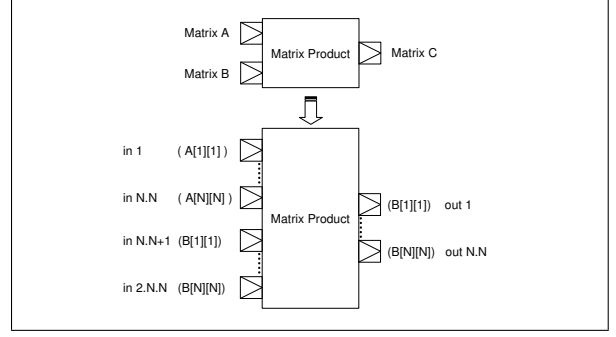 Matrix A
Matrix Product
Matrix C
Matrix B
in 1 ( A[1][1] )
in N.N ( A[N][N] )
(B[1][1]) out 1
Matrix Product
in N.N+1 (B[1][1])
(B[N][N]) out N.N
in 2.N.N (B[N][N])